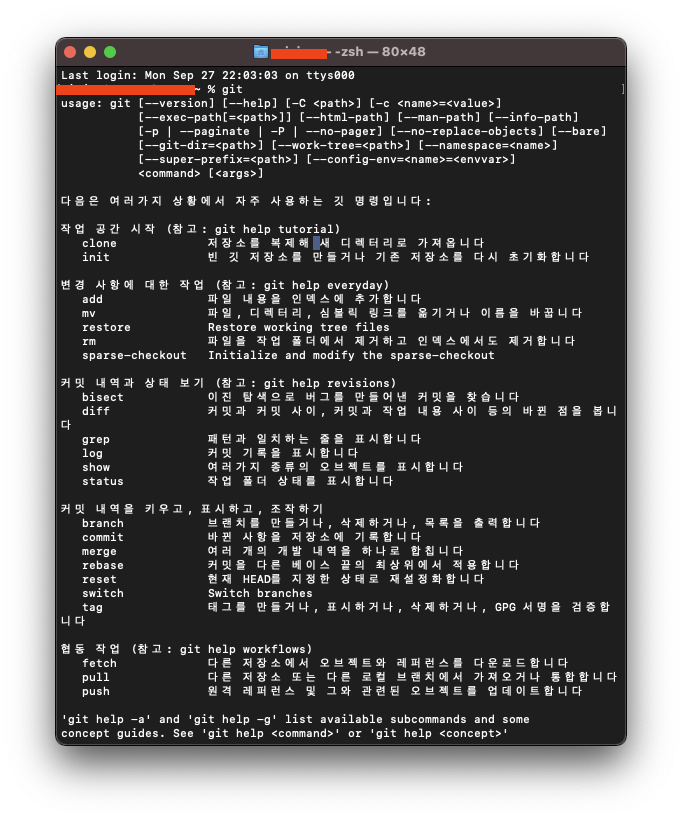 -zsh — 80×48
Last login: Mon Sep 27 22:03:03 on ttys000
~ % git
usage: git [--version] [--help] [-C <path>] [-c <name>=<value>]
[--exec-path[=<path>]] [--html-path] [--man-path] [--info-path]
[-p | --paginate | -P | --no-pager] [--no-replace-objects] [--bare]
[--git-dir=<path>] [--work-tree=<path>] [--namespace=<name>]
[--super-prefix=<path>] [--config-env=<name>=<envvar>]
<command> [<args>]
다음은 여러가지 상황에서 자주 사용하는 깃 명령입니다:
작업 공간 시작 (참고: git help tutorial)
clone 저장소를 복제해 새 디렉터리로 가져옵니다
init 빈 깃 저장소를 만들거나 기존 저장소를 다시 초기화합니다
변경 사항에 대한 작업 (참고: git help everyday)
add 파일 내용을 인덱스에 추가합니다
mv 파일, 디렉터리, 심볼릭 링크를 옮기거나 이름을 바꿉니다
restore Restore working tree files
rm 파일을 작업 폴더에서 제거하고 인덱스에서도 제거합니다
sparse-checkout Initialize and modify the sparse-checkout
커밋 내역과 상태 보기 (참고: git help revisions)
bisect 이진 탐색으로 버그를 만들어낸 커밋을 찾습니다
diff 커밋과 커밋 사이, 커밋과 작업 내용 사이 등의 바뀐 점을 봅니
다
grep 패턴과 일치하는 줄을 표시합니다
log 커밋 기록을 표시합니다
show 여러가지 종류의 오브젝트를 표시합니다
status 작업 폴더 상태를 표시합니다
커밋 내역을 키우고, 표시하고, 조작하기
branch 브랜치를 만들거나, 삭제하거나, 목록을 출력합니다
commit 바뀐 사항을 저장소에 기록합니다
merge 여러 개의 개발 내역을 하나로 합칩니다
rebase 커밋을 다른 베이스 끝의 최상위에서 적용합니다
reset 현재 HEAD를 지정한 상태로 재설정화합니다
switch Switch branches
tag 태그를 만들거나, 표시하거나, 삭제하거나, GPG 서명을 검증합
니다
협동 작업 (참고: git help workflows)
fetch 다른 저장소에서 오브젝트와 레퍼런스를 다운로드합니다
pull 다른 저장소 또는 다른 로컬 브랜치에서 가져오거나 통합합니다
push 원격 레퍼런스 및 그와 관련된 오브젝트를 업데이트합니다
'git help -a' and 'git help -g' list available subcommands and some
concept guides. See 'git help <command>' or 'git help <concept>'